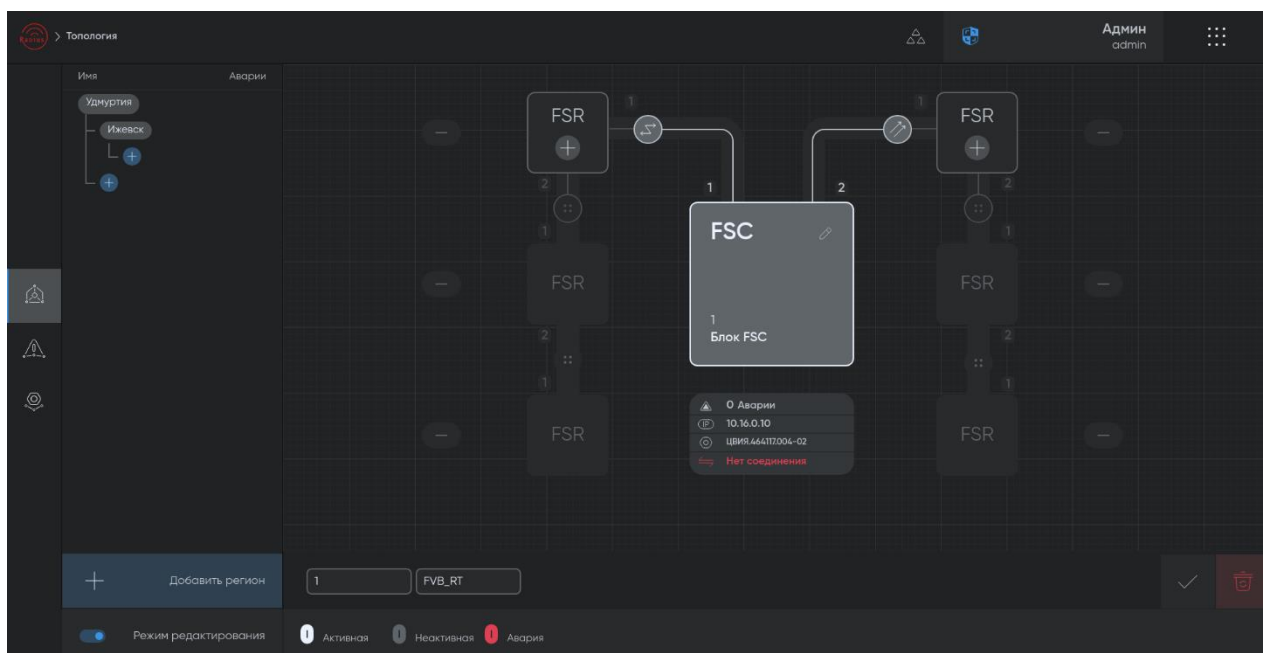 Топология
Админ
admin
Имя
Аварии
Удмуртия
Ижевск
FSR
1
1
FSR
2
1
2
2
1
FSC
1
FSR
FSR
1
Блок FSC
2
2
1
1
0 Аварии
FSR
IP
10.16.0.10
FSR
ЦВИЯ.464117.004-02
Нет соединения
Добавить регион
1
FVB_RT
Режим редактирования
Активная
Неактивная
Авария